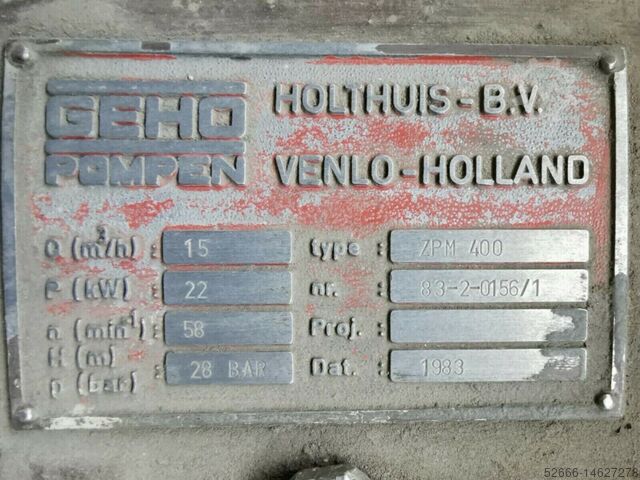 GEHO
POMPEN
HOLTHUIS - B.V.
VENLO - HOLLAND
Q (m³/h) : 15
P (kW) : 22
n (min⁻¹) : 58
H (m)
p (bar) : 28 BAR
type : ZPM 400
nr. : 83-2-0156/1
Proj. :
Dat. : 1983
52666-14627278